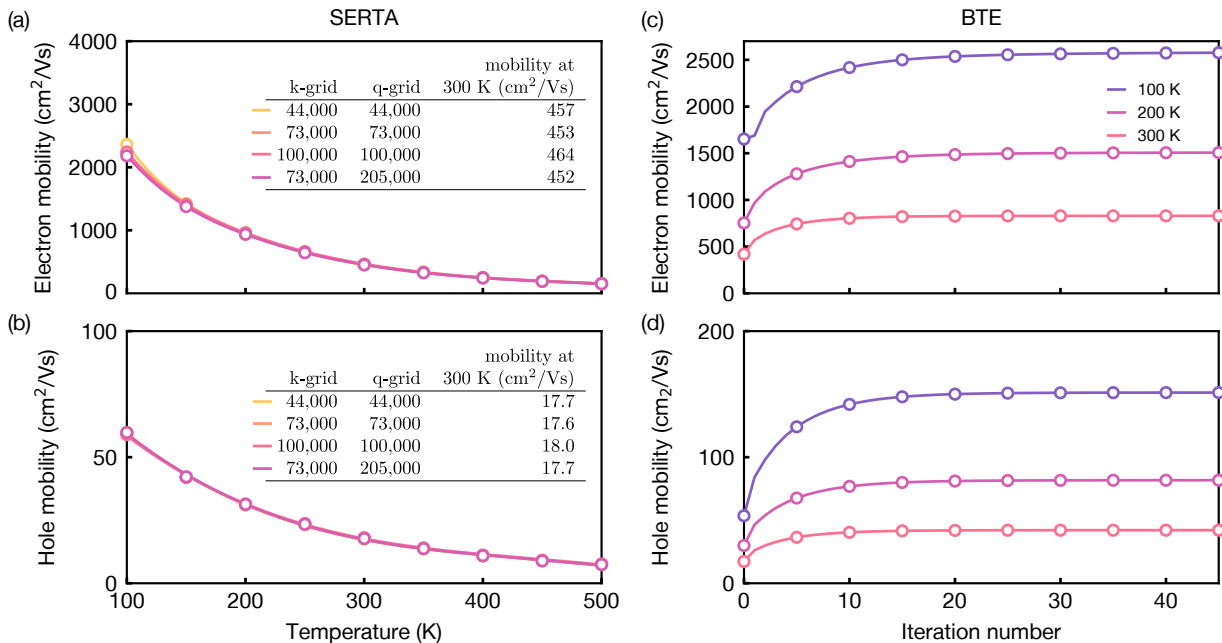 (a)
SERTA
Electron mobility (cm²/Vs)
4000
3000
2000
1000
0
mobility at
k-grid q-grid 300 K (cm²/Vs)
44,000 44,000 457
73,000 73,000 453
100,000 100,000 464
73,000 205,000 452
(b)
Hole mobility (cm²/Vs)
100
50
0
mobility at
k-grid q-grid 300 K (cm²/Vs)
44,000 44,000 17.7
73,000 73,000 17.6
100,000 100,000 18.0
73,000 205,000 17.7
100 200 300 400 500
Temperature (K)
(c)
BTE
Electron mobility (cm²/Vs)
2500
2000
1500
1000
500
0
100 K
200 K
300 K
(d)
Hole mobility (cm₂/Vs)
200
100
0
0 10 20 30 40
Iteration number